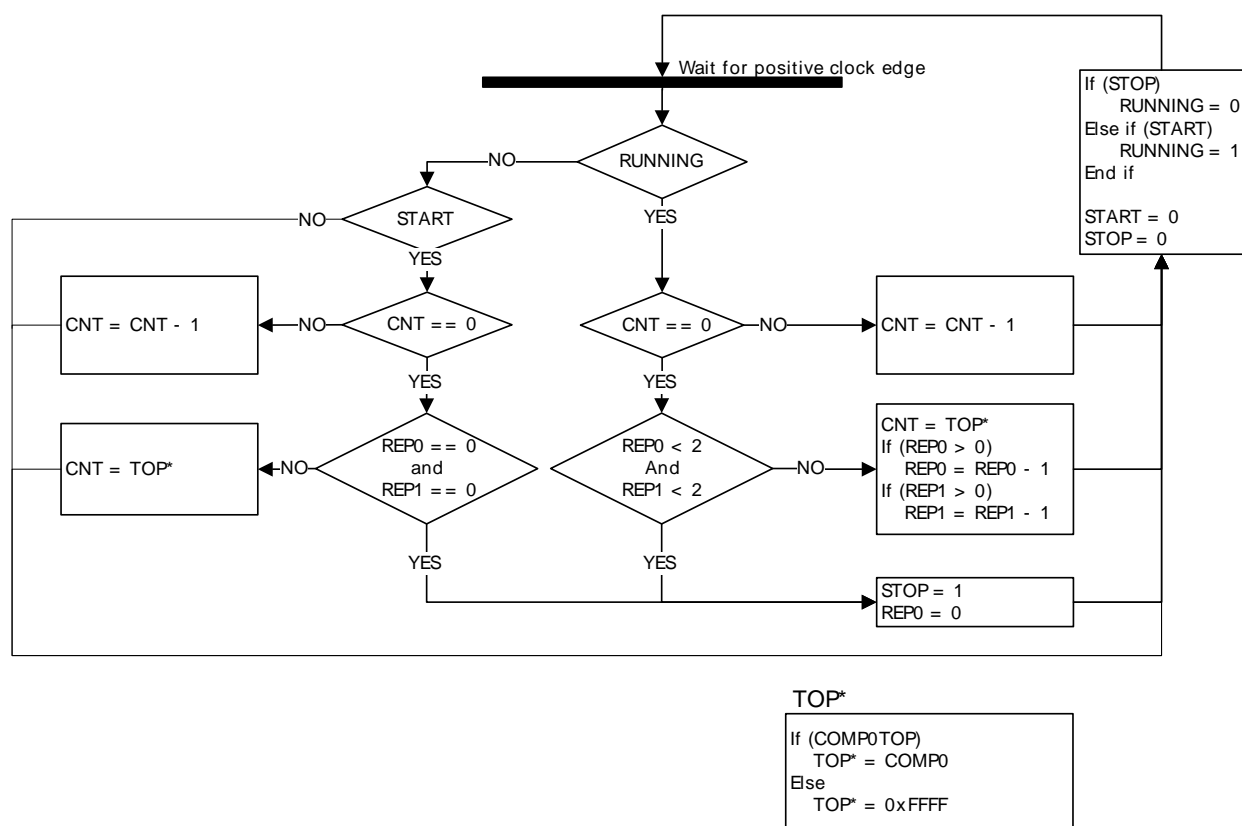 Wait for positive clock edge
If (STOP)
RUNNING = 0
Else if (START)
RUNNING = 1
End if
START = 0
STOP = 0
RUNNING
NO
YES
START
NO
YES
CNT == 0
NO
CNT = CNT - 1
YES
CNT == 0
NO
CNT = CNT - 1
YES
REP0 == 0
and
REP1 == 0
NO
CNT = TOP*
YES
REP0 < 2
And
REP1 < 2
NO
CNT = TOP*
If (REP0 > 0)
REP0 = REP0 - 1
If (REP1 > 0)
REP1 = REP1 - 1
YES
STOP = 1
REP0 = 0
TOP*
If (COMP0TOP)
TOP* = COMP0
Else
TOP* = 0xFFFF